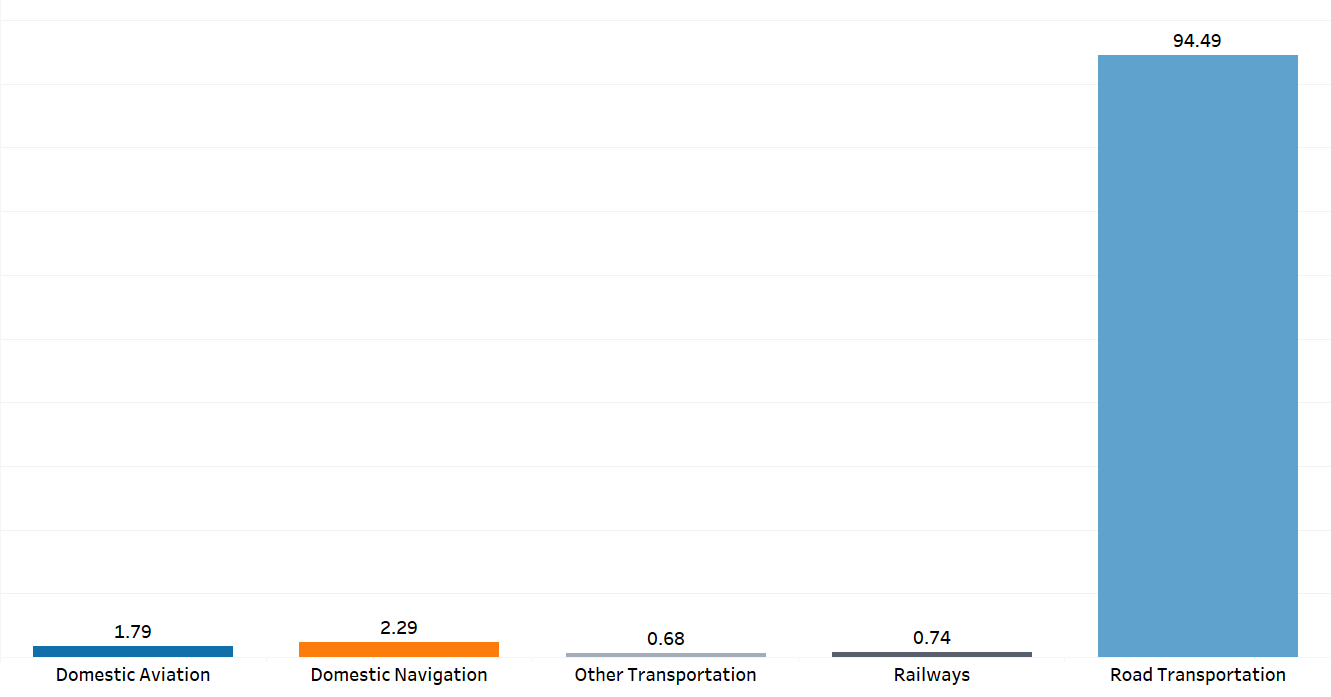 94.49
1.79
2.29
0.68
0.74
Domestic Aviation
Domestic Navigation
Other Transportation
Railways
Road Transportation